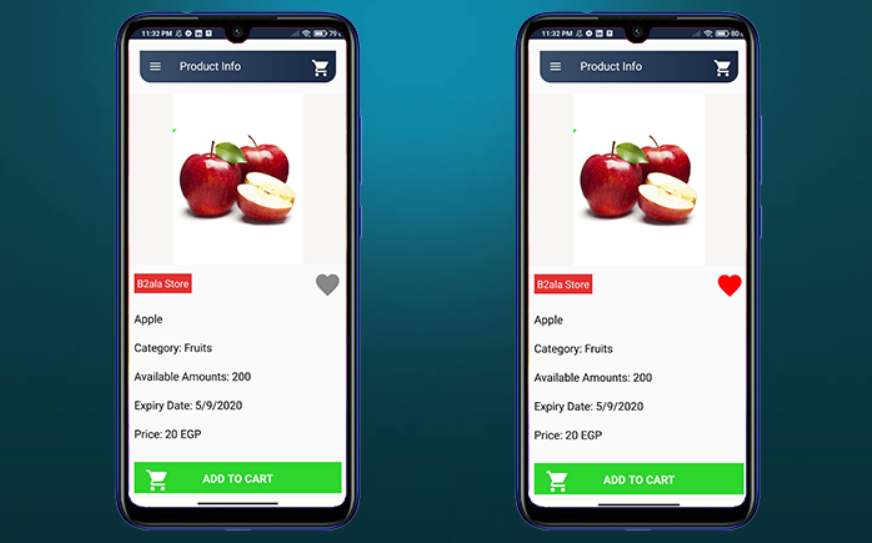 11:32 PM
79
Product Info
B2ala Store
Apple
Category: Fruits
Available Amounts: 200
Expiry Date: 5/9/2020
Price: 20 EGP
ADD TO CART
11:32 PM
80
Product Info
B2ala Store
Apple
Category: Fruits
Available Amounts: 200
Expiry Date: 5/9/2020
Price: 20 EGP
ADD TO CART